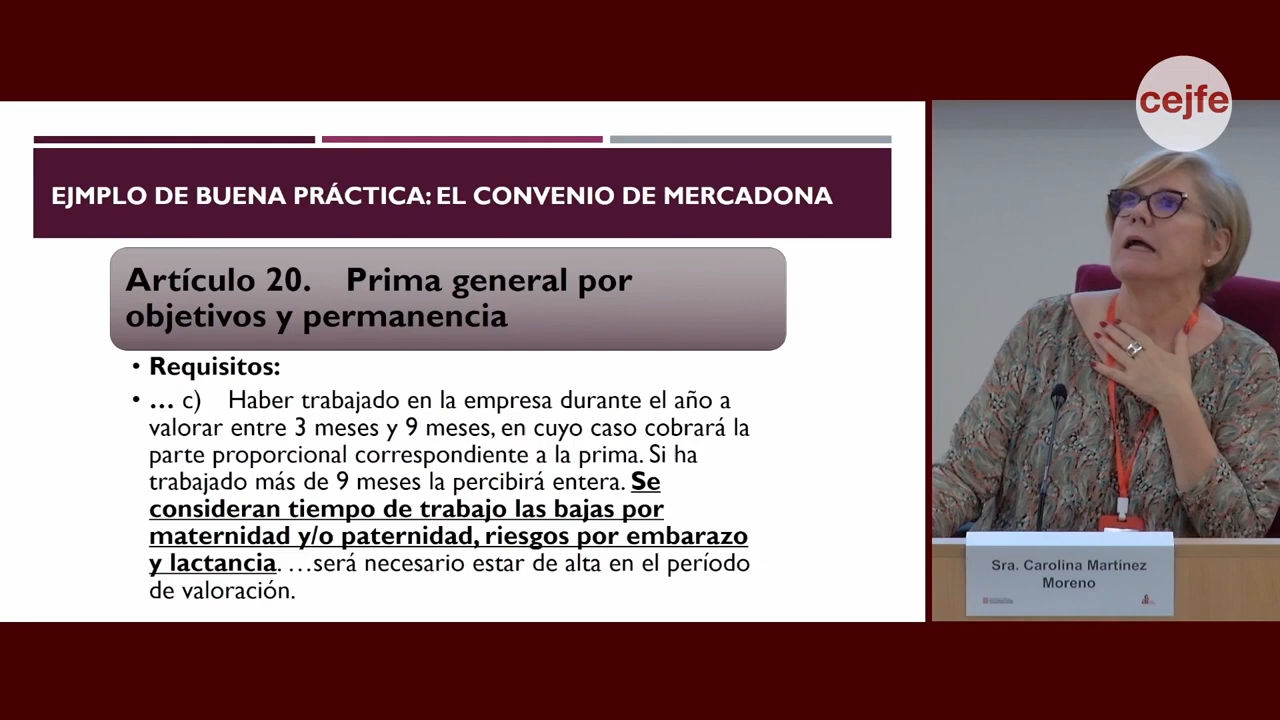 cejfe
EJMPLO DE BUENA PRÁCTICA: EL CONVENIO DE MERCADONA
Artículo 20. Prima general por
objetivos y permanencia
• Requisitos:
• ... c) Haber trabajado en la empresa durante el año a
valorar entre 3 meses y 9 meses, en cuyo caso cobrará la
parte proporcional correspondiente a la prima. Si ha
trabajado más de 9 meses la percibirá entera. Se
consideran tiempo de trabajo las bajas por
maternidad y/o paternidad, riesgos por embarazo
y lactancia. …será necesario estar de alta en el período
de valoración.
Sra. Carolina Martínez
Moreno